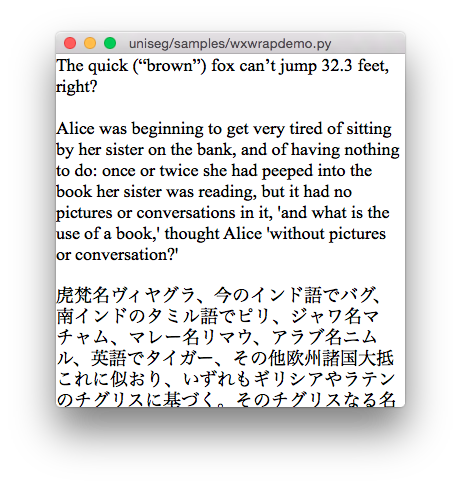 uniseg/samples/wxwrapdemo.py
The quick (“brown”) fox can’t jump 32.3 feet,
right?
Alice was beginning to get very tired of sitting
by her sister on the bank, and of having nothing
to do: once or twice she had peeped into the
book her sister was reading, but it had no
pictures or conversations in it, 'and what is the
use of a book,' thought Alice 'without pictures
or conversation?'
虎梵名ヴィヤグラ、今のインド語でバグ、
南インドのタミル語でピリ、ジャワ名マ
チャム、マレー名リマウ、アラブ名ニム
ル、英語でタイガー、その他欧州諸国大抵
これに似おり、いずれもギリシアやラテン
のチグリスに基づく。そのチグリスなる名